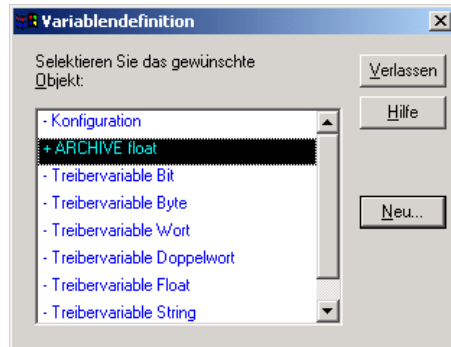 Variablendefinition
Selektieren Sie das gewünschte
Objekt:
Verlassen
Hilfe
- Konfiguration
+ ARCHIVE float
- Treibervariable Bit
- Treibervariable Byte
- Treibervariable Wort
- Treibervariable Doppelwort
- Treibervariable Float
- Treibervariable String
Neu...